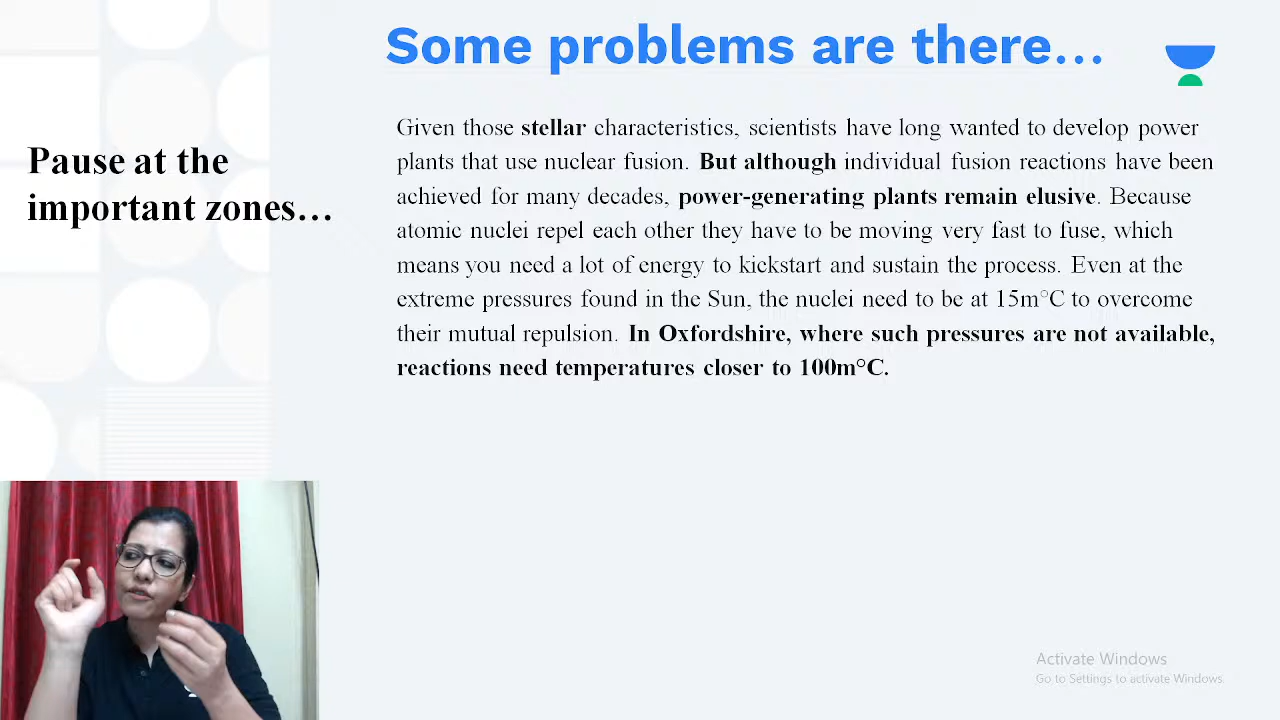 Some problems are there...
Pause at the
important zones...
Given those stellar characteristics, scientists have long wanted to develop power
plants that use nuclear fusion. But although individual fusion reactions have been
achieved for many decades, power-generating plants remain elusive. Because
atomic nuclei repel each other they have to be moving very fast to fuse, which
means you need a lot of energy to kickstart and sustain the process. Even at the
extreme pressures found in the Sun, the nuclei need to be at 15m°C to overcome
their mutual repulsion. In Oxfordshire, where such pressures are not available,
reactions need temperatures closer to 100m°C.
Activate Windows
Go to Settings to activate Windows.